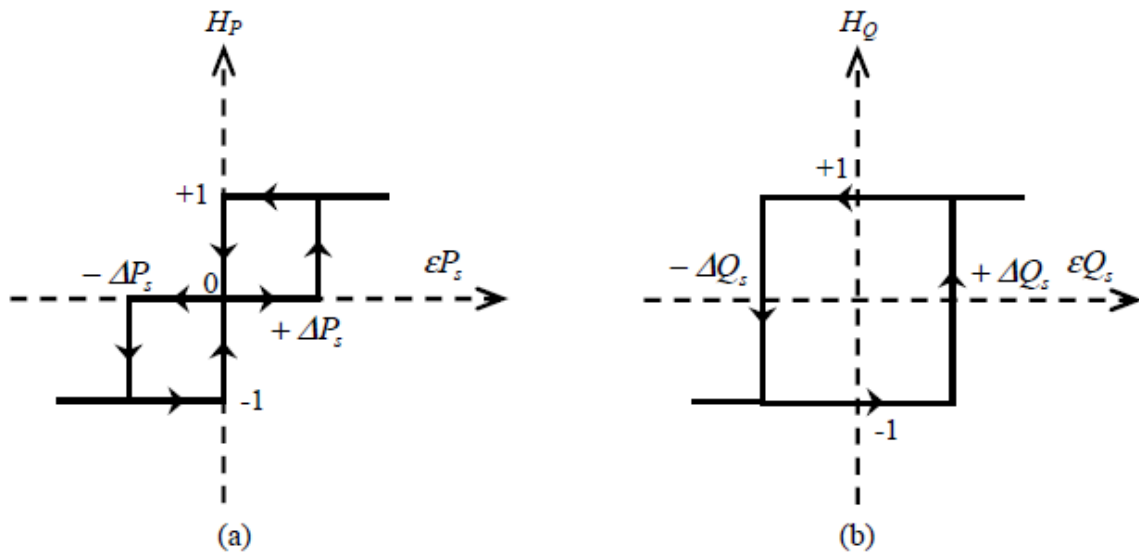 H_P
+1
− ΔP_s
0
εP_s
+ ΔP_s
-1
(a)
H_Q
+1
− ΔQ_s
+ ΔQ_s
εQ_s
-1
(b)